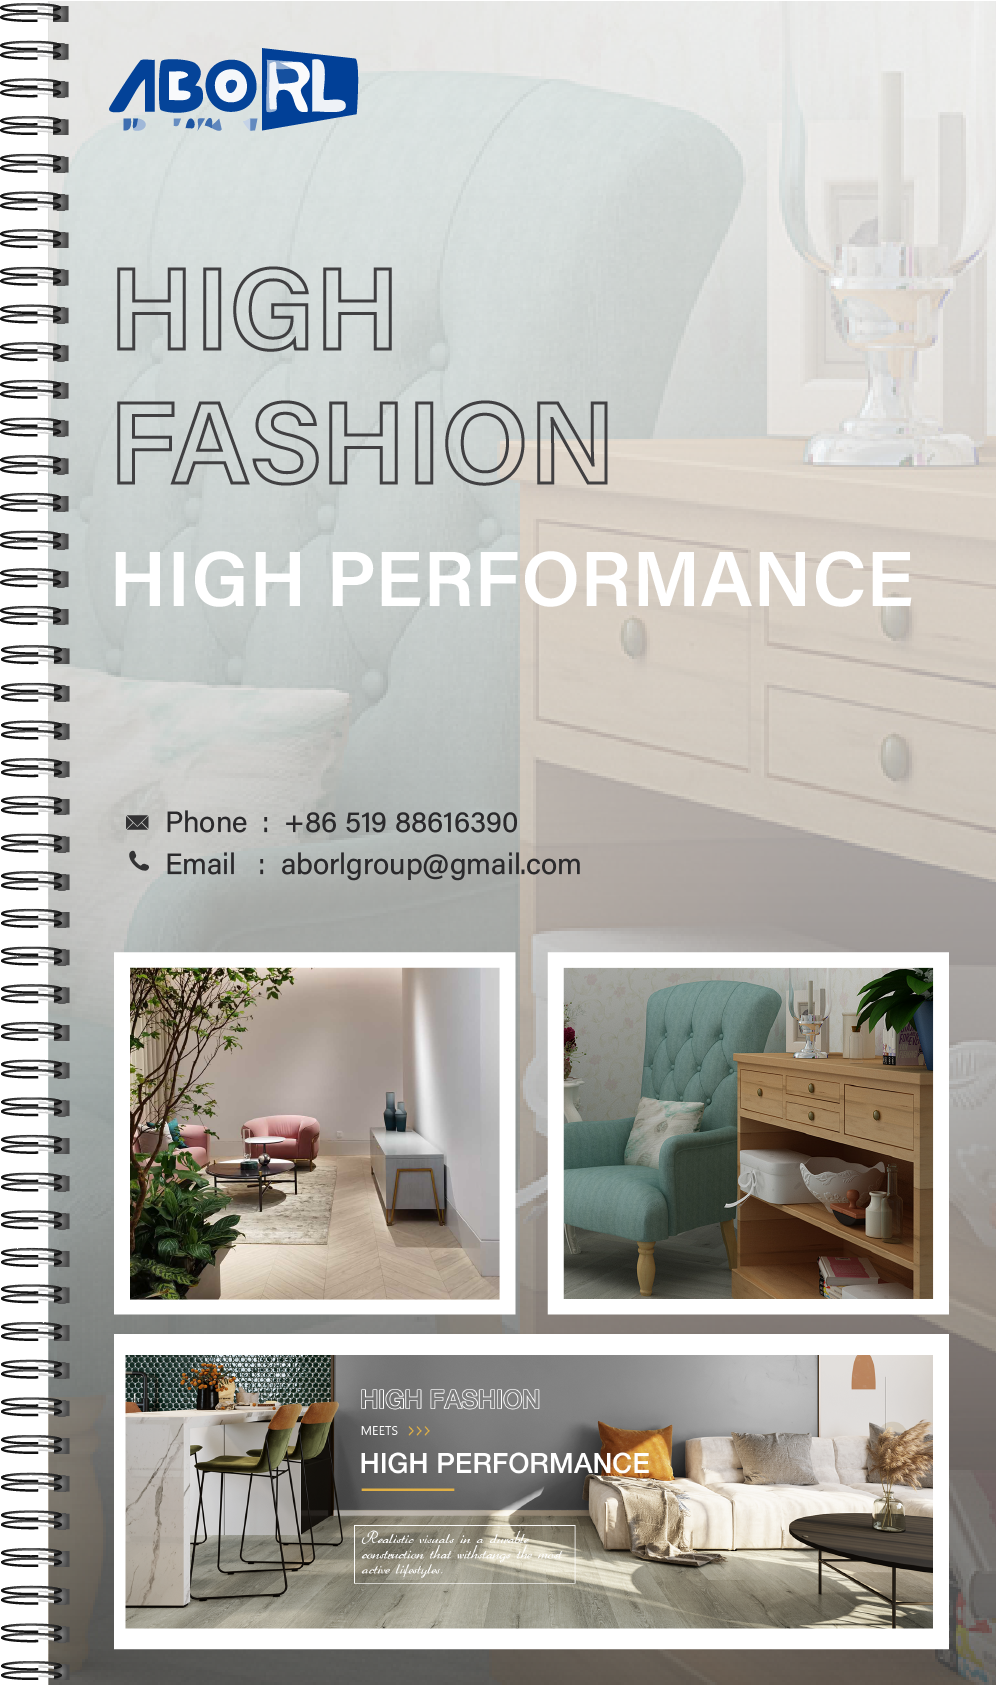 ABORL
HIGH
FASHION
HIGH PERFORMANCE
Phone : +86 519 88616390
Email : aborlgroup@gmail.com
HIGH FASHION
MEETS >>>
HIGH PERFORMANCE
Realistic visuals in a durable
construction that withstangs the most
active lifestyles.